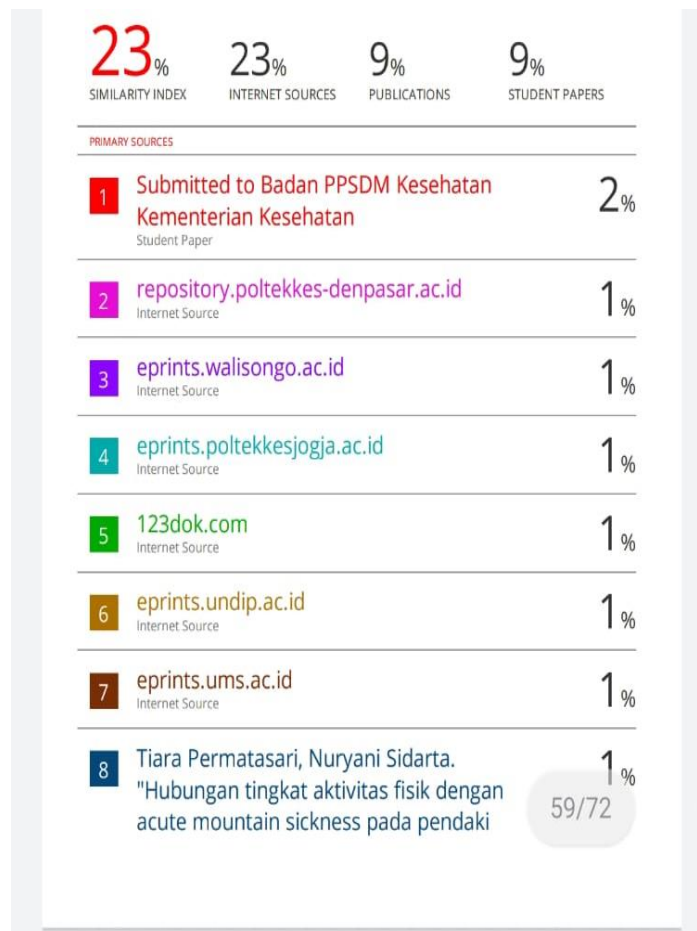 23% 23% 9% 9%
SIMILARITY INDEX INTERNET SOURCES PUBLICATIONS STUDENT PAPERS
PRIMARY SOURCES
1 Submitted to Badan PPSDM Kesehatan 2%
Kementerian Kesehatan
Student Paper
2 repository.poltekkes-denpasar.ac.id 1%
Internet Source
3 eprints.walisongo.ac.id 1%
Internet Source
4 eprints.poltekkesjogja.ac.id 1%
Internet Source
5 123dok.com 1%
Internet Source
6 eprints.undip.ac.id 1%
Internet Source
7 eprints.ums.ac.id 1%
Internet Source
8 Tiara Permatasari, Nuryani Sidarta. 1%
"Hubungan tingkat aktivitas fisik dengan
acute mountain sickness pada pendaki
59/72